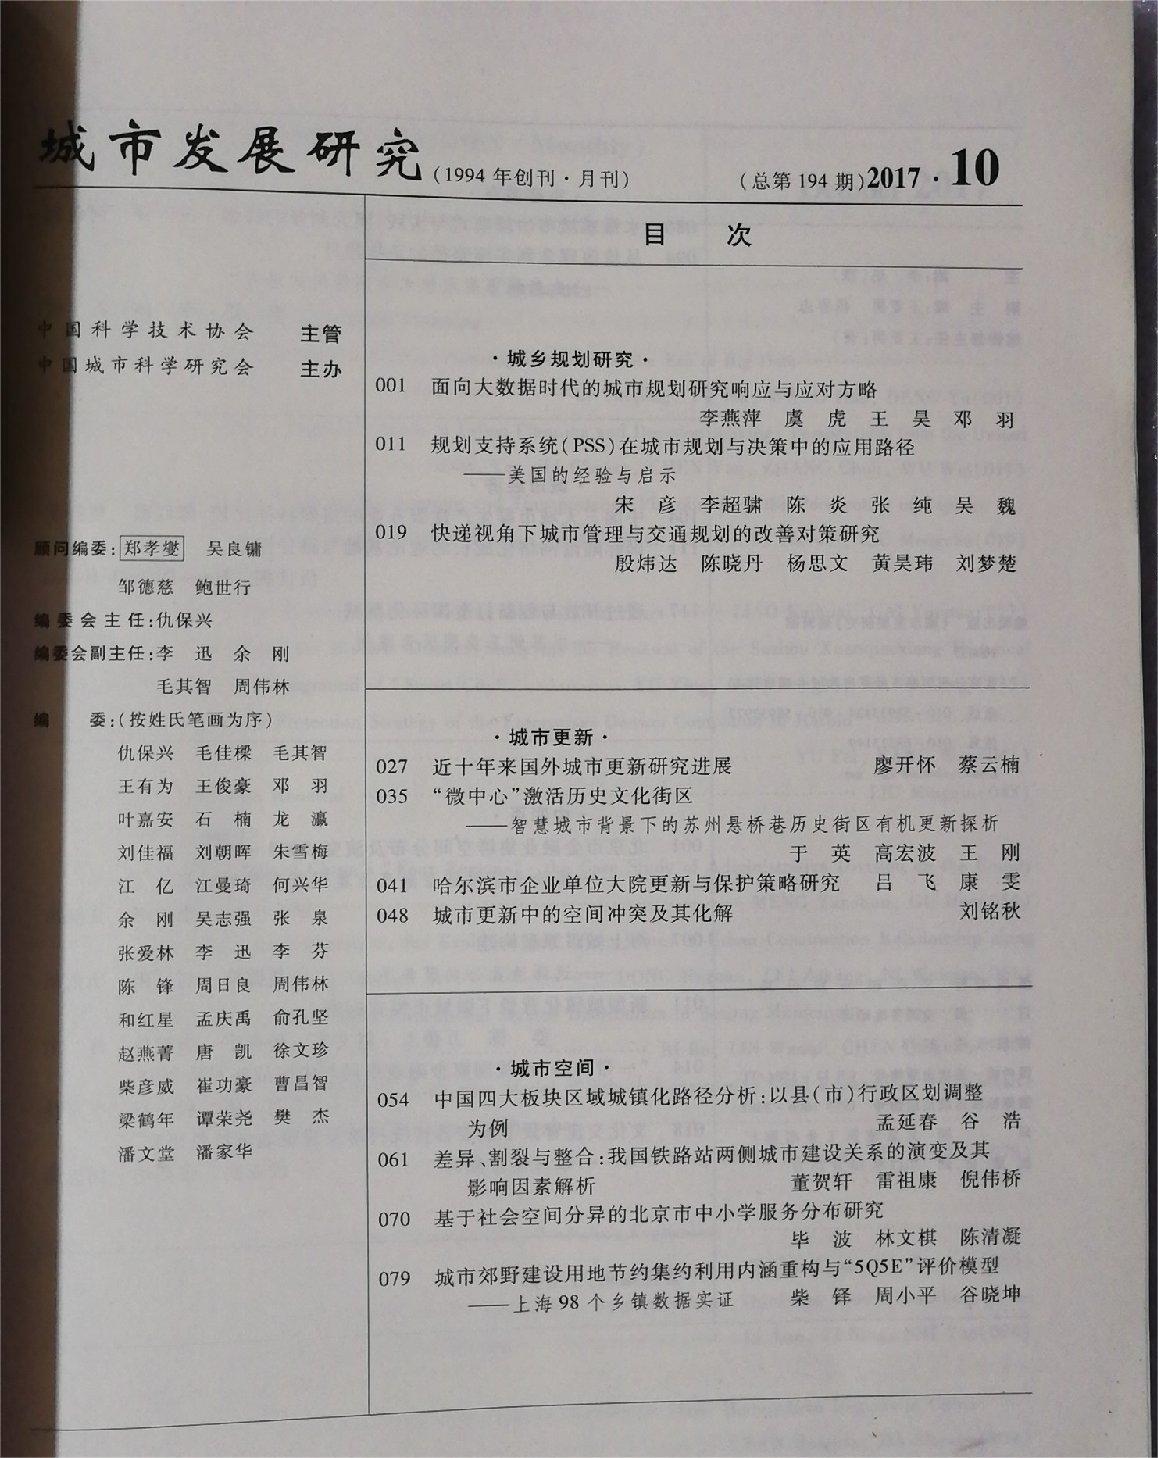 城市发展研究(1994年创刊·月刊)
(总第194期)2017·10
中国科学技术协会 主管
中国城市科学研究会 主办
顾问编委:郑孝燮 吴良镛
邹德慈 鲍世行
编委会主任:仇保兴
编委会副主任:李 迅 余 刚
毛其智 周伟林
编 委:(按姓氏笔画为序)
仇保兴 毛佳樑 毛其智
王有为 王俊豪 邓 羽
叶嘉安 石 楠 龙 瀛
刘佳福 刘朝晖 朱雪梅
江 亿 江曼琦 何兴华
余 刚 吴志强 张 泉
张爱林 李 迅 李 芬
陈 锋 周日良 周伟林
和红星 孟庆禹 俞孔坚
赵燕菁 唐 凯 徐文珍
柴彦威 崔功豪 曹昌智
梁鹤年 谭荣尧 樊 杰
潘文堂 潘家华
目 次
·城乡规划研究·
001 面向大数据时代的城市规划研究响应与应对方略
李燕萍 虞 虎 王 昊 邓 羽
011 规划支持系统(PSS)在城市规划与决策中的应用路径
——美国的经验与启示
宋 彦 李超骕 陈 炎 张 纯 吴 巍
019 快递视角下城市管理与交通规划的改善对策研究
殷炜达 陈晓丹 杨思文 黄昊玮 刘梦楚
·城市更新·
027 近十年来国外城市更新研究进展 廖开怀 蔡云楠
035 “微中心”激活历史文化街区
——智慧城市背景下的苏州悬桥巷历史街区有机更新探析
于 英 高宏波 王 刚
041 哈尔滨市企业单位大院更新与保护策略研究 吕 飞 康 雯
048 城市更新中的空间冲突及其化解 刘铭秋
·城市空间·
054 中国四大板块区域城镇化路径分析:以县(市)行政区划调整
为例 孟延春 谷 浩
061 差异、割裂与整合:我国铁路站两侧城市建设关系的演变及其
影响因素解析 董贺轩 雷祖康 倪伟桥
070 基于社会空间分异的北京市中小学服务分布研究
毕 波 林文棋 陈清凝
079 城市郊野建设用地节约集约利用内涵重构与“5Q5E”评价模型
——上海98个乡镇数据实证 柴 铎 周小平 谷晓坤